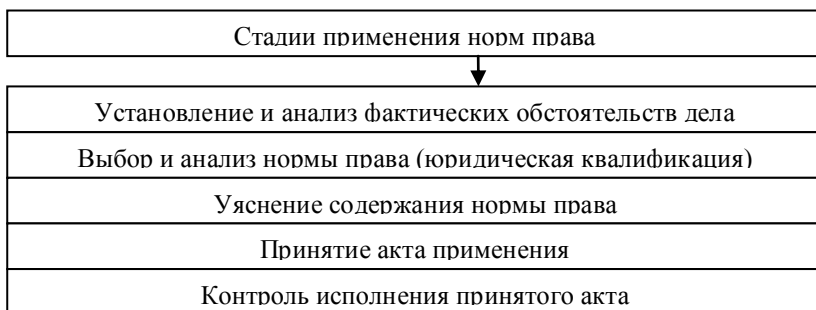 Стадии применения норм права
Установление и анализ фактических обстоятельств дела
Выбор и анализ нормы права (юридическая квалификация)
Уяснение содержания нормы права
Принятие акта применения
Контроль исполнения принятого акта